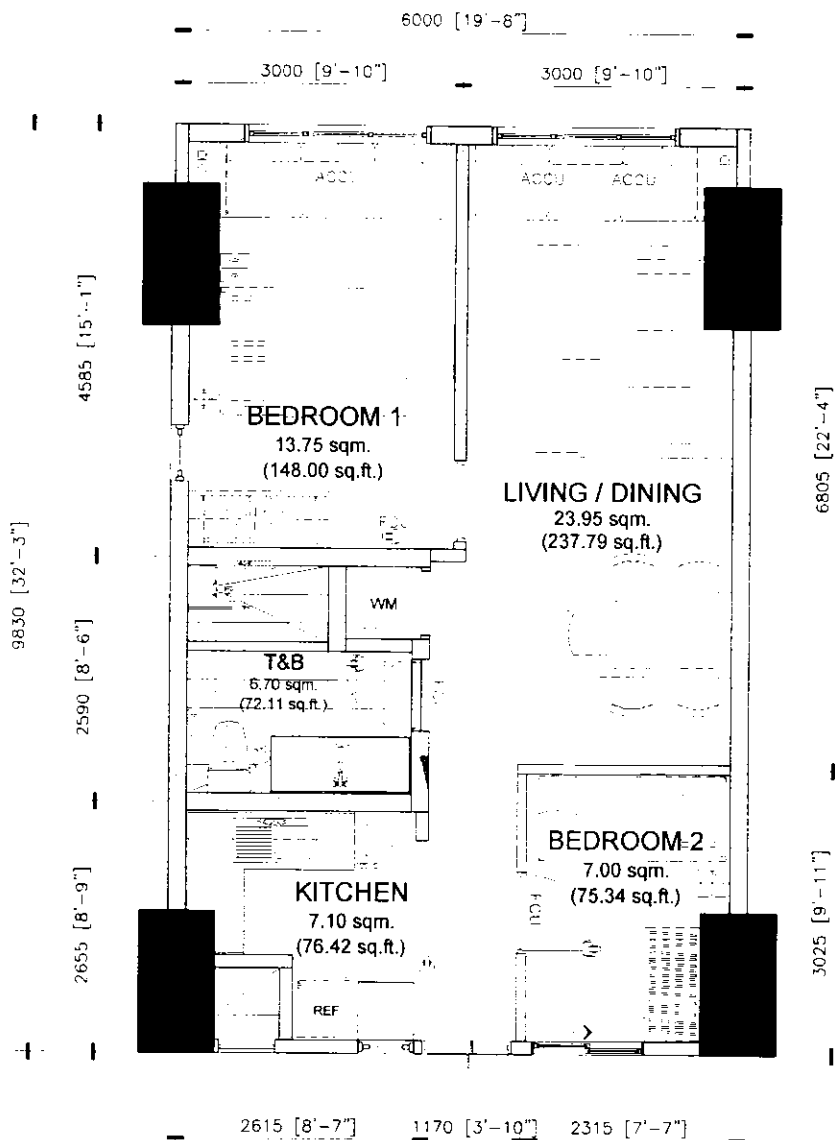 6000 [19'-8"]
3000 [9'-10"]
3000 [9'-10"]
ACCU
ACCU
ACCU
4585 [15'-1"]
6805 [22'-4"]
BEDROOM 1
13.75 sqm.
(148.00 sq.ft.)
LIVING / DINING
23.95 sqm.
(237.79 sq.ft.)
9830 [32'-3"]
WM
2590 [8'-6"]
T&B
6.70 sqm.
(72.11 sq.ft.)
BEDROOM 2
7.00 sqm.
(75.34 sq.ft.)
FCU
KITCHEN
7.10 sqm.
(76.42 sq.ft.)
2655 [8'-9"]
3025 [9'-11"]
REF
2615 [8'-7"]
1170 [3'-10"]
2315 [7'-7"]